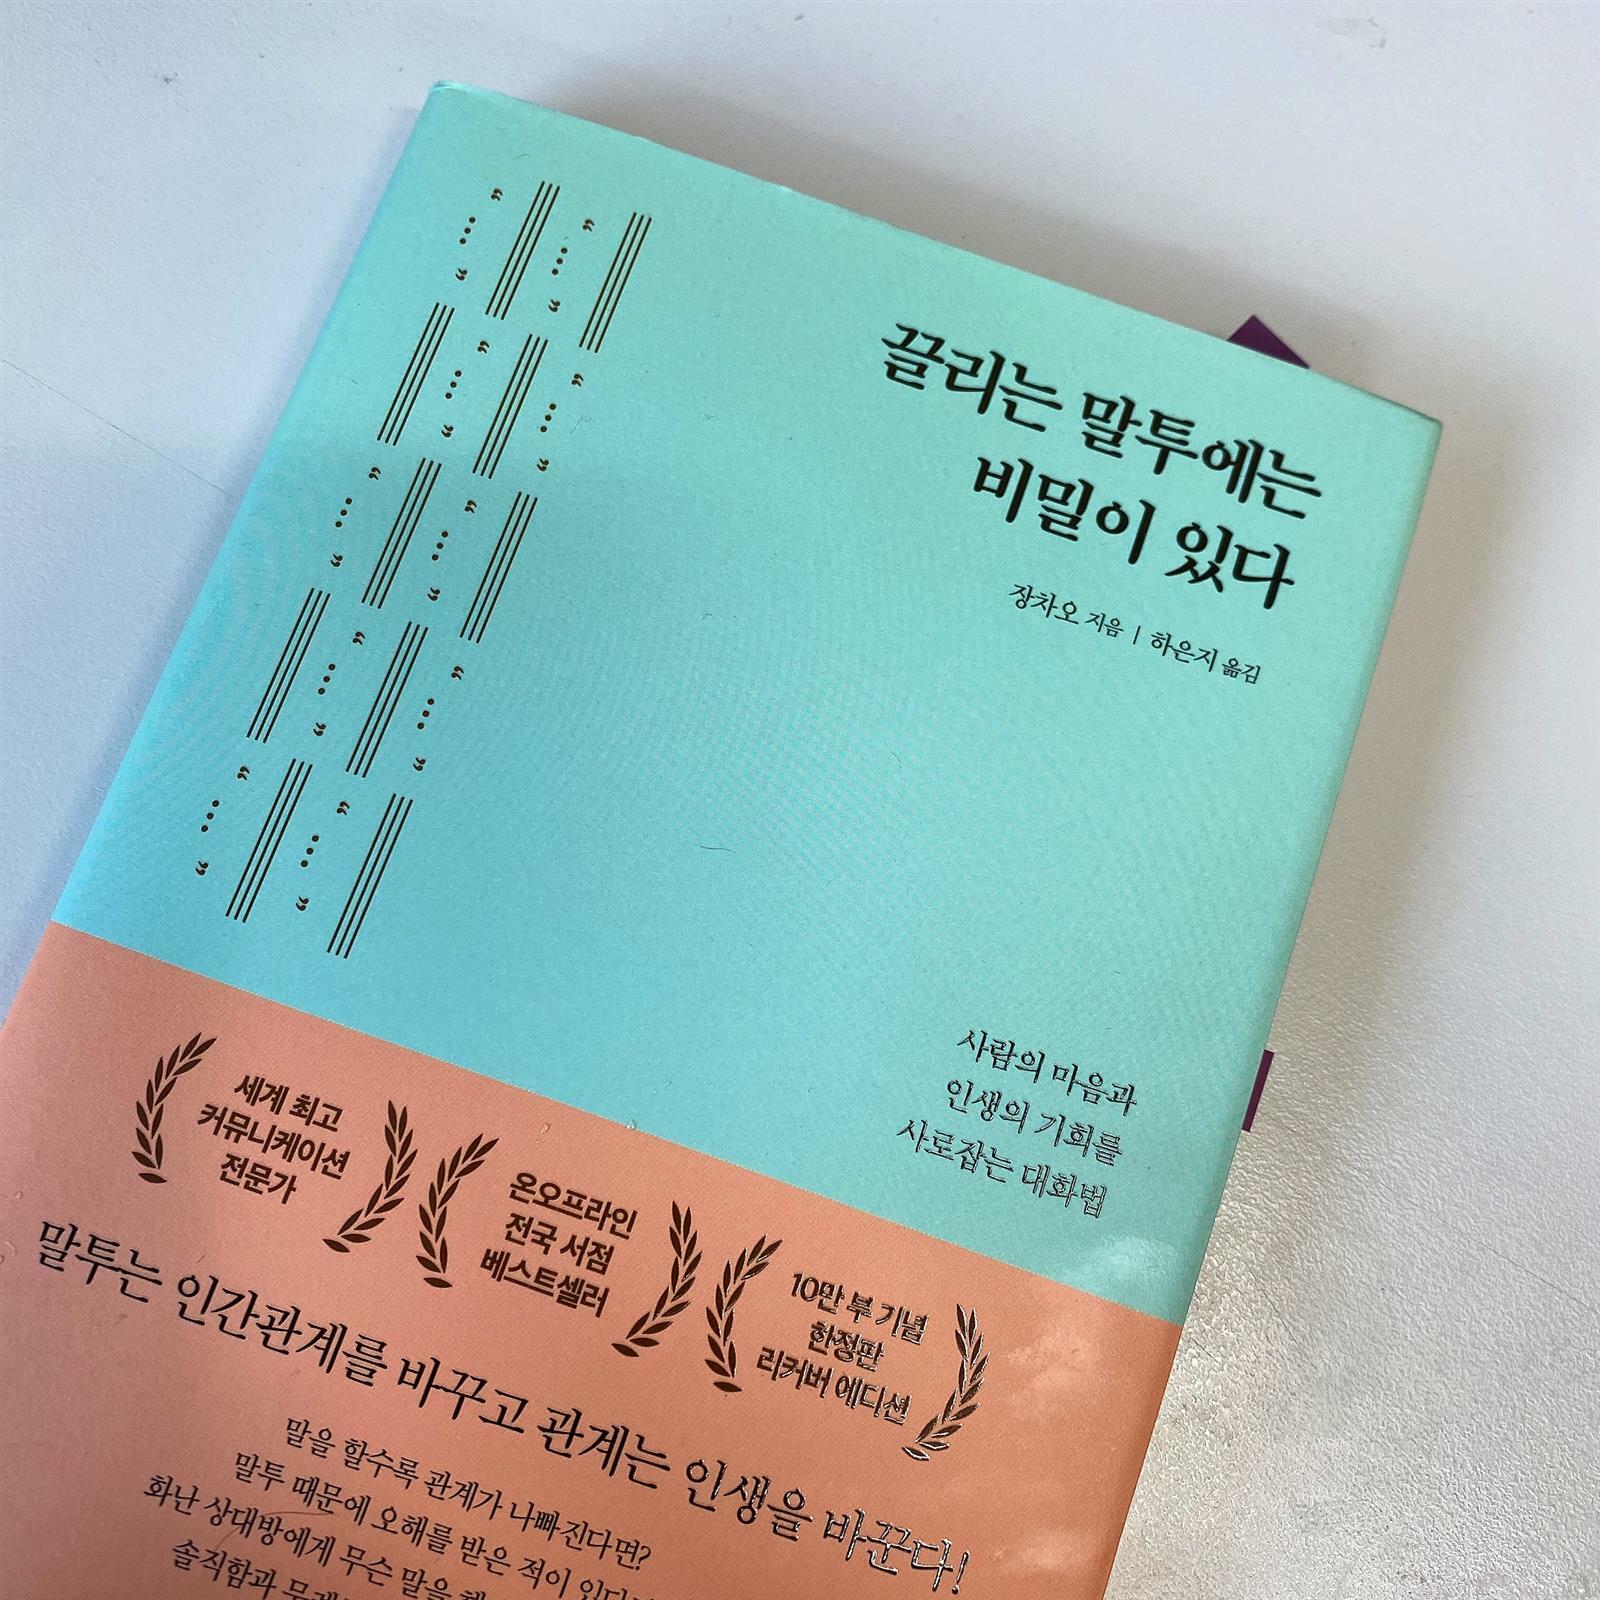 끌리는 말투에는
비밀이 있다
장차오 지음 | 하은지 옮김
사람의 마음과
인생의 기회를
사로잡는 대화법
세계 최고
커뮤니케이션
전문가
온오프라인
전국 서점
베스트셀러
10만 부 기념
한정판
리커버 에디션
말투는 인간관계를 바꾸고 관계는 인생을 바꾼다!
말을 할수록 관계가 나빠진다면?
말투 때문에 오해를 받은 적이
화난 상대방에게 무슨 말을
솔직함과